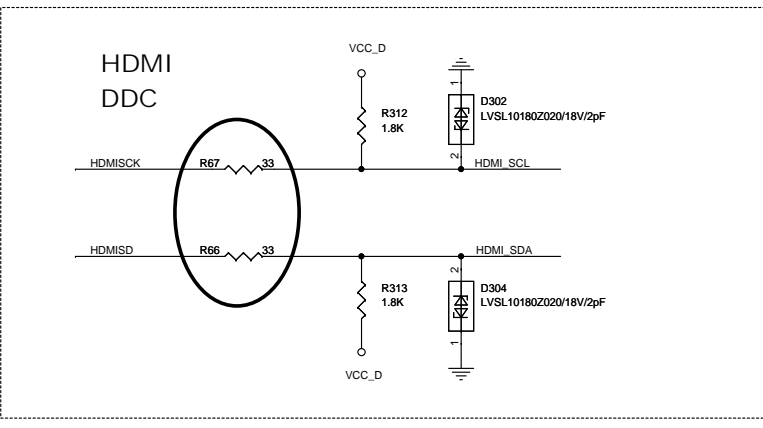 HDMI
DDC
VCC_D
R312
1.8K
1
D302
LVSL10180Z020/18V/2pF
2
HDMISCK
R67
33
HDMI_SCL
HDMISD
R66
33
HDMI_SDA
2
R313
1.8K
D304
LVSL10180Z020/18V/2pF
1
VCC_D